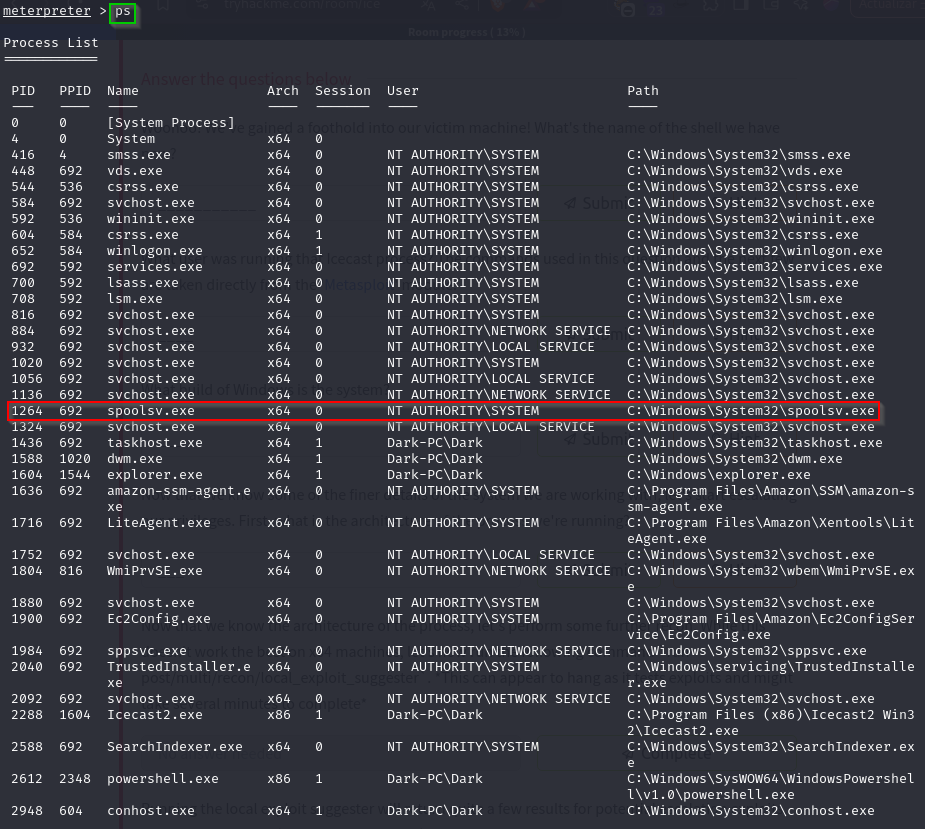 tryhackme.com/room/ice
23
Room progress ( 13% )
meterpreter > ps
Process List
Answer the questions below
PID PPID Name Arch Session User Path
0 0 [System Process]
4 0 System x64 0
416 4 smss.exe x64 0 NT AUTHORITY\SYSTEM C:\Windows\System32\smss.exe
448 692 vds.exe x64 0 NT AUTHORITY\SYSTEM C:\Windows\System32\vds.exe
544 536 csrss.exe x64 0 NT AUTHORITY\SYSTEM C:\Windows\System32\csrss.exe
584 692 svchost.exe x64 0 NT AUTHORITY\SYSTEM C:\Windows\System32\svchost.exe
592 536 wininit.exe x64 0 NT AUTHORITY\SYSTEM C:\Windows\System32\wininit.exe
604 584 csrss.exe x64 1 NT AUTHORITY\SYSTEM C:\Windows\System32\csrss.exe
652 584 winlogon.exe x64 1 NT AUTHORITY\SYSTEM C:\Windows\System32\winlogon.exe
692 592 services.exe x64 0 NT AUTHORITY\SYSTEM C:\Windows\System32\services.exe
700 592 lsass.exe x64 0 NT AUTHORITY\SYSTEM C:\Windows\System32\lsass.exe
708 592 lsm.exe x64 0 NT AUTHORITY\SYSTEM C:\Windows\System32\lsm.exe
816 692 svchost.exe x64 0 NT AUTHORITY\SYSTEM C:\Windows\System32\svchost.exe
884 692 svchost.exe x64 0 NT AUTHORITY\NETWORK SERVICE C:\Windows\System32\svchost.exe
932 692 svchost.exe x64 0 NT AUTHORITY\LOCAL SERVICE C:\Windows\System32\svchost.exe
1020 692 svchost.exe x64 0 NT AUTHORITY\SYSTEM C:\Windows\System32\svchost.exe
1056 692 svchost.exe x64 0 NT AUTHORITY\LOCAL SERVICE C:\Windows\System32\svchost.exe
1136 692 svchost.exe x64 0 NT AUTHORITY\NETWORK SERVICE C:\Windows\System32\svchost.exe
1264 692 spoolsv.exe x64 0 NT AUTHORITY\SYSTEM C:\Windows\System32\spoolsv.exe
1324 692 svchost.exe x64 0 NT AUTHORITY\LOCAL SERVICE C:\Windows\System32\svchost.exe
1436 692 taskhost.exe x64 1 Dark-PC\Dark C:\Windows\System32\taskhost.exe
1588 1020 dwm.exe x64 1 Dark-PC\Dark C:\Windows\System32\dwm.exe
1604 1544 explorer.exe x64 1 Dark-PC\Dark C:\Windows\explorer.exe
1636 692 amazon-ssm-agent.e x64 0 NT AUTHORITY\SYSTEM C:\Program Files\Amazon\SSM\amazon-s
xe sm-agent.exe
1716 692 LiteAgent.exe x64 0 NT AUTHORITY\SYSTEM C:\Program Files\Amazon\Xentools\Lit
eAgent.exe
1752 692 svchost.exe x64 0 NT AUTHORITY\LOCAL SERVICE C:\Windows\System32\svchost.exe
1804 816 WmiPrvSE.exe x64 0 NT AUTHORITY\NETWORK SERVICE C:\Windows\System32\wbem\WmiPrvSE.ex
e
1880 692 svchost.exe x64 0 NT AUTHORITY\SYSTEM C:\Windows\System32\svchost.exe
1900 692 Ec2Config.exe x64 0 NT AUTHORITY\SYSTEM C:\Program Files\Amazon\Ec2ConfigSer
vice\Ec2Config.exe
1984 692 sppsvc.exe x64 0 NT AUTHORITY\NETWORK SERVICE C:\Windows\System32\sppsvc.exe
2040 692 TrustedInstaller.e x64 0 NT AUTHORITY\SYSTEM C:\Windows\servicing\TrustedInstalle
xe r.exe
2092 692 svchost.exe x64 0 NT AUTHORITY\NETWORK SERVICE C:\Windows\System32\svchost.exe
2288 1604 Icecast2.exe x86 1 Dark-PC\Dark C:\Program Files (x86)\Icecast2 Win3
2\Icecast2.exe
2588 692 SearchIndexer.exe x64 0 NT AUTHORITY\SYSTEM C:\Windows\System32\SearchIndexer.ex
e
2612 2348 powershell.exe x86 1 Dark-PC\Dark C:\Windows\SysWOW64\WindowsPowershel
l\v1.0\powershell.exe
2948 604 conhost.exe x64 1 Dark-PC\Dark C:\Windows\System32\conhost.exe